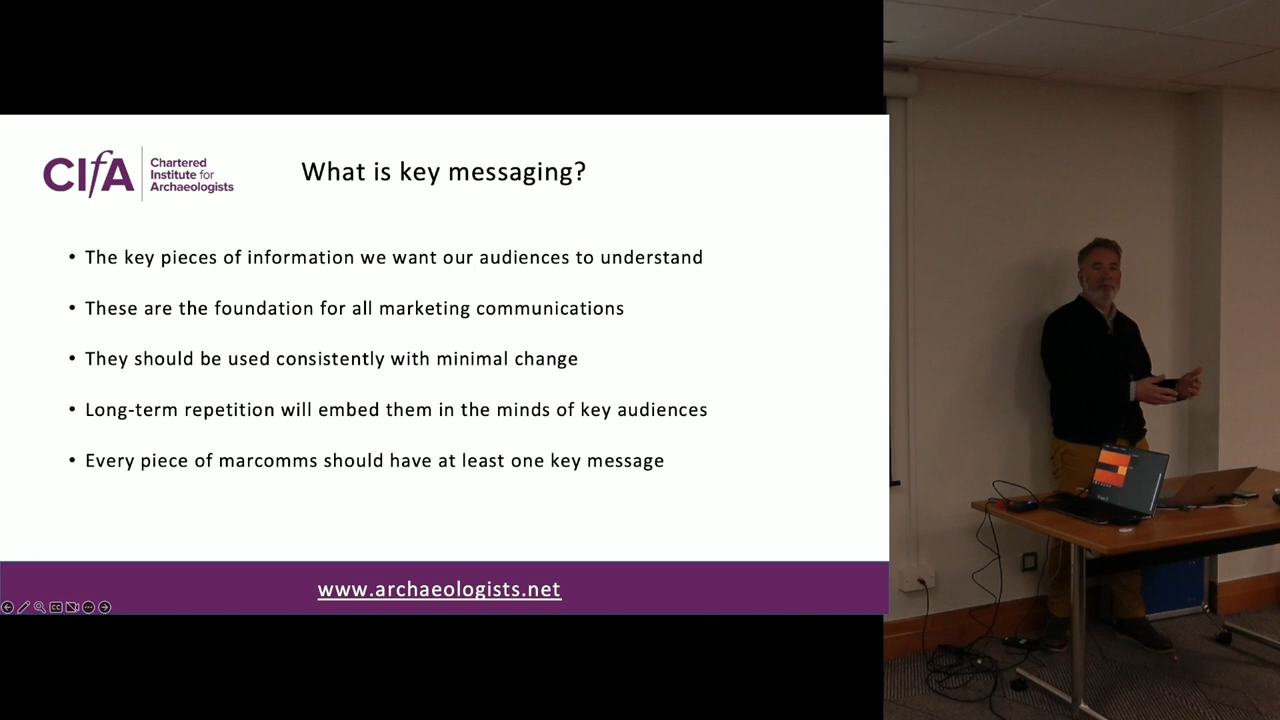 CIfA
Chartered
Institute for
Archaeologists
What is key messaging?
• The key pieces of information we want our audiences to understand
• These are the foundation for all marketing communications
• They should be used consistently with minimal change
• Long-term repetition will embed them in the minds of key audiences
• Every piece of marcomms should have at least one key message
www.archaeologists.net
CC